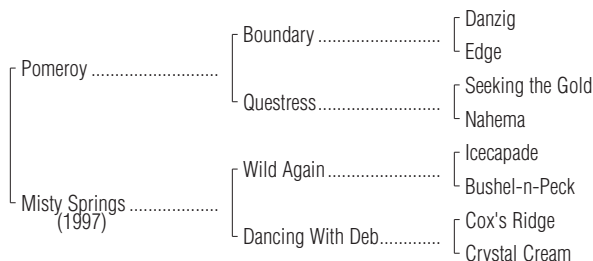 Danzig
Boundary ..........................
Edge
Pomeroy ...........................
Seeking the Gold
Questress..........................
Nahema
Icecapade
Wild Again .....................
Bushel-n-Peck
Misty Springs ...................
(1997)
Cox's Ridge
Dancing With Deb.............
Crystal Cream